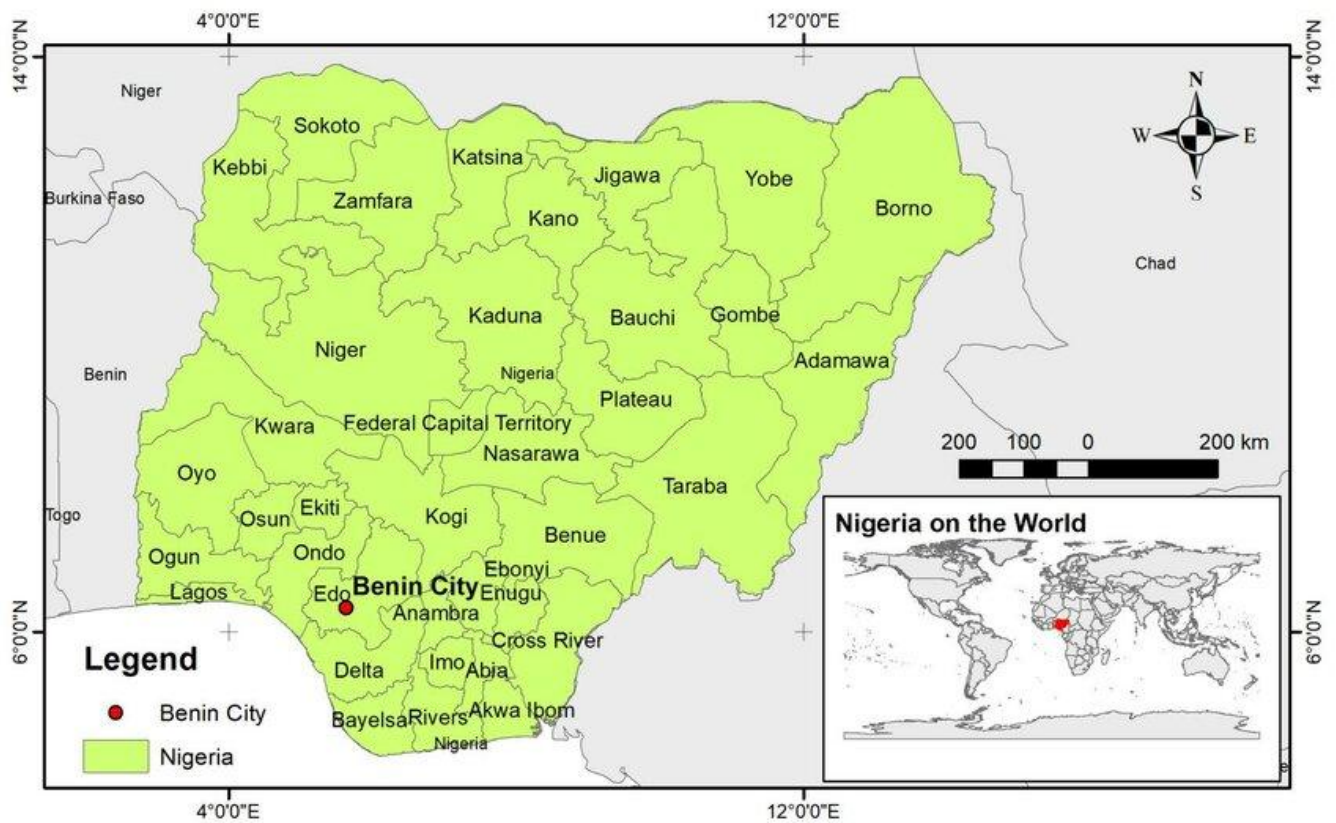 4°0'0"E 12°0'0"E
14°0'0"N 14°0'0"N
N
W E
S
Niger
Sokoto
Katsina
Kebbi
Jigawa
Yobe
Burkina Faso
Zamfara
Kano
Borno
Chad
Kaduna
Bauchi
Gombe
Niger
Adamawa
Benin
Nigeria
Plateau
Kwara
Federal Capital Territory
200 100 0 200 km
Nasarawa
Oyo
Taraba
Togo
Osun
Ekiti
Kogi
Benue
Ogun
Ondo
Ebonyi
Lagos
Edo
Benin City
Enugu
Anambra
Cross River
6°0'0"N 6°0'0"N
Delta
Imo
Abia
Bayelsa
Rivers
Akwa Ibom
Nigeria
Legend
Benin City
Nigeria
Nigeria on the World
4°0'0"E 12°0'0"E